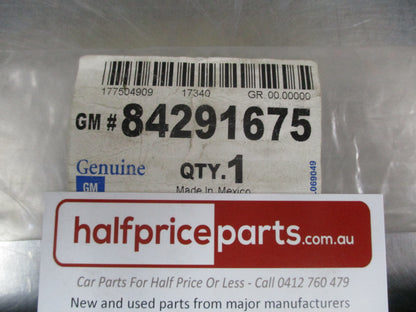 177504909 17340 GR. 00.00000
GM # 84291675
Genuine QTY.1
GM Made In Mexico
.069049
halfpriceparts.com.au
Car Parts For Half Price Or Less - Call 0412 760 479
New and used parts from major manufacturers